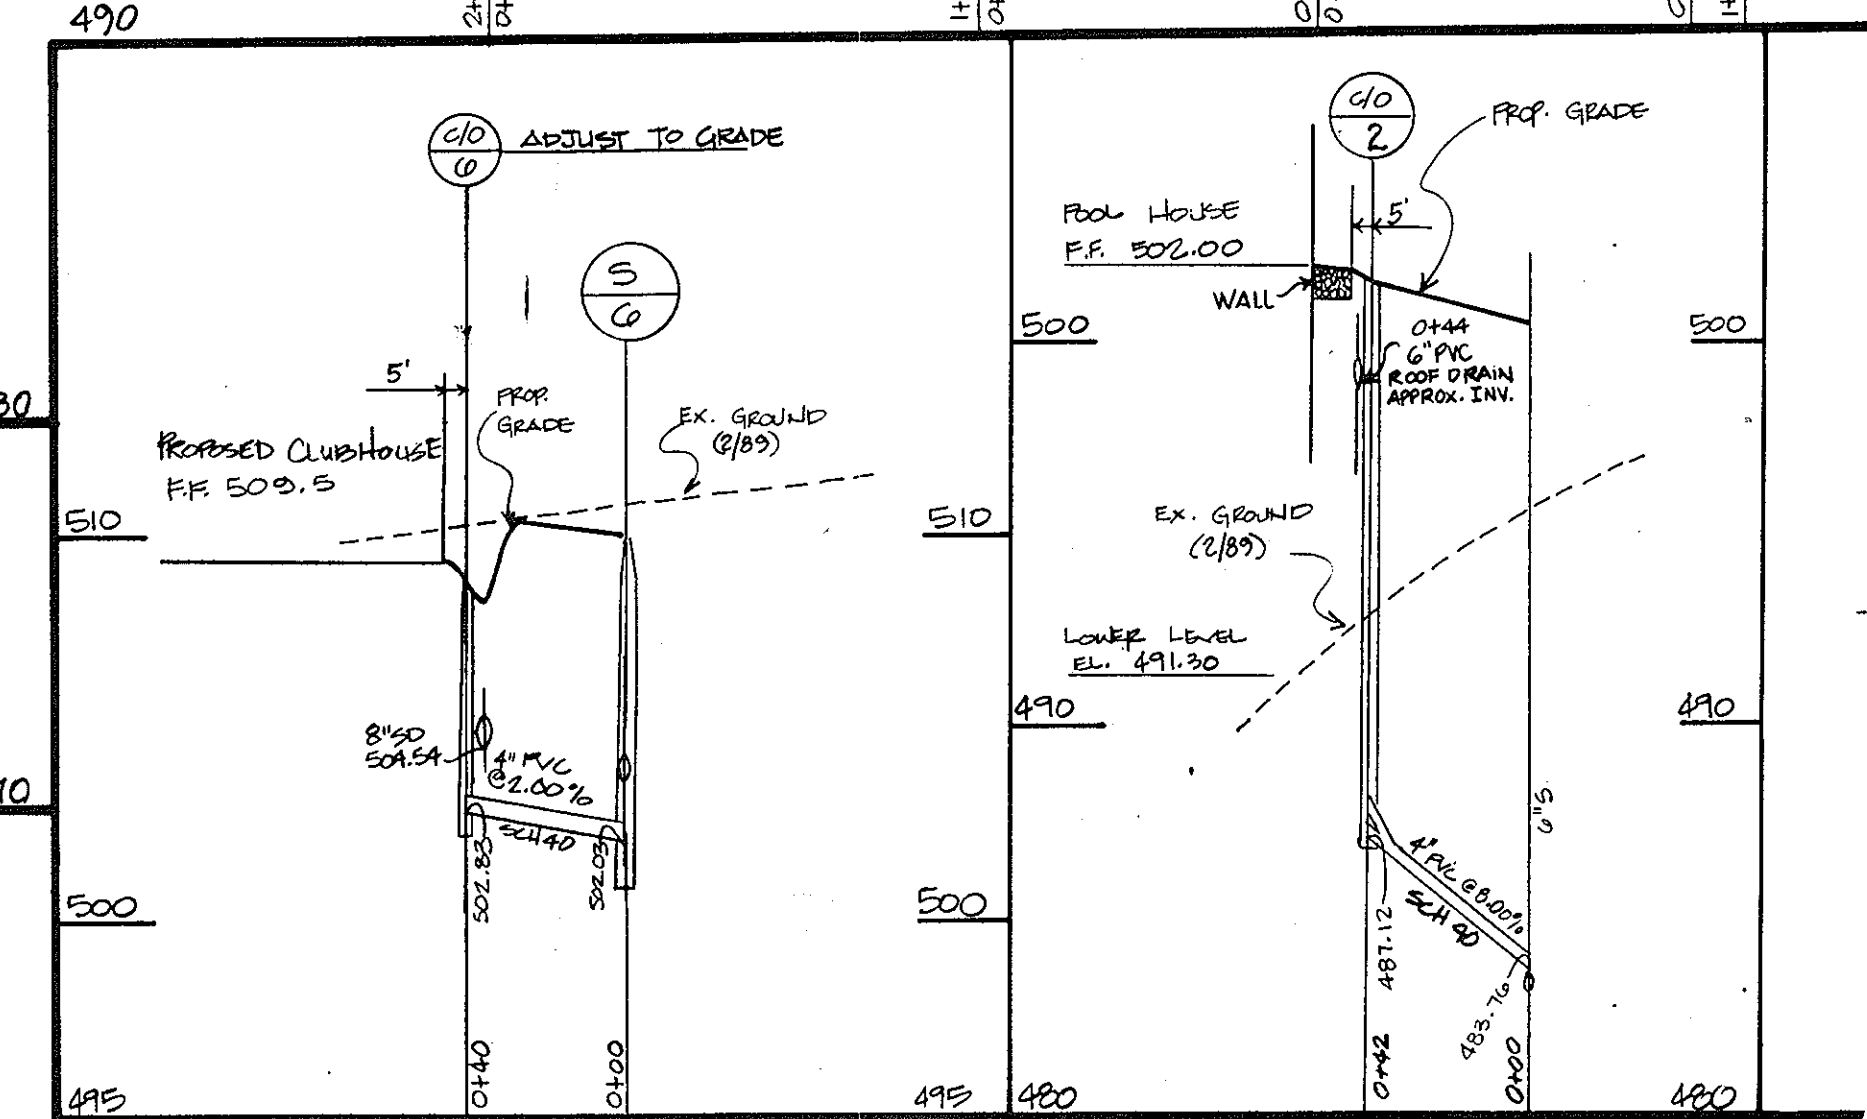 490
C/O
6
ADJUST TO GRADE
S
6
5'
PROP.
GRADE
EX. GROUND
(2/89)
PROPOSED CLUBHOUSE
F.F. 509.5
510
510
8"SD
504.54
4" PVC
@2.00%
SCH 40
502.83
502.03
500
500
0+40
0+00
495
495
C/O
2
PROP. GRADE
POOL HOUSE
F.F. 502.00
5'
WALL
500
500
0+44
6"PVC
ROOF DRAIN
APPROX. INV.
EX. GROUND
(2/89)
LOWER LEVEL
EL. 491.30
490
490
6"S
4" PVC @8.00%
SCH 40
487.12
483.76
0+42
0+00
480
480